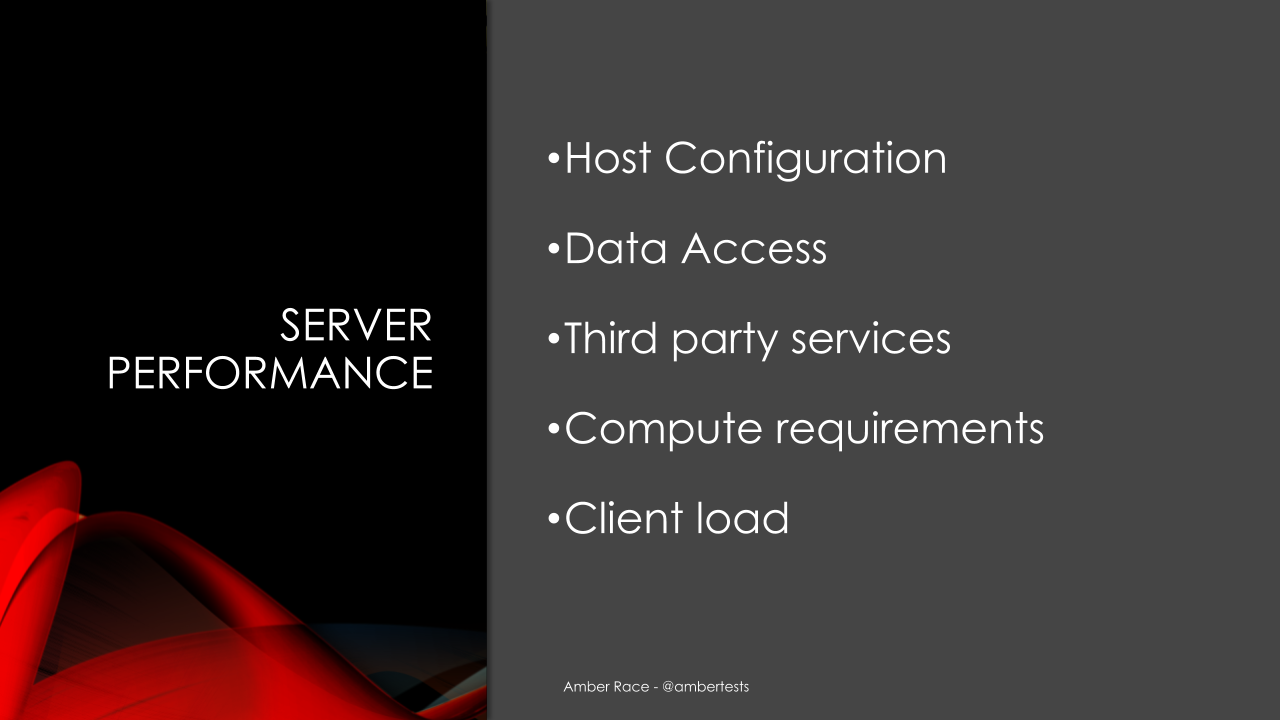 SERVER
PERFORMANCE
•Host Configuration
•Data Access
•Third party services
•Compute requirements
•Client load
Amber Race - @ambertests